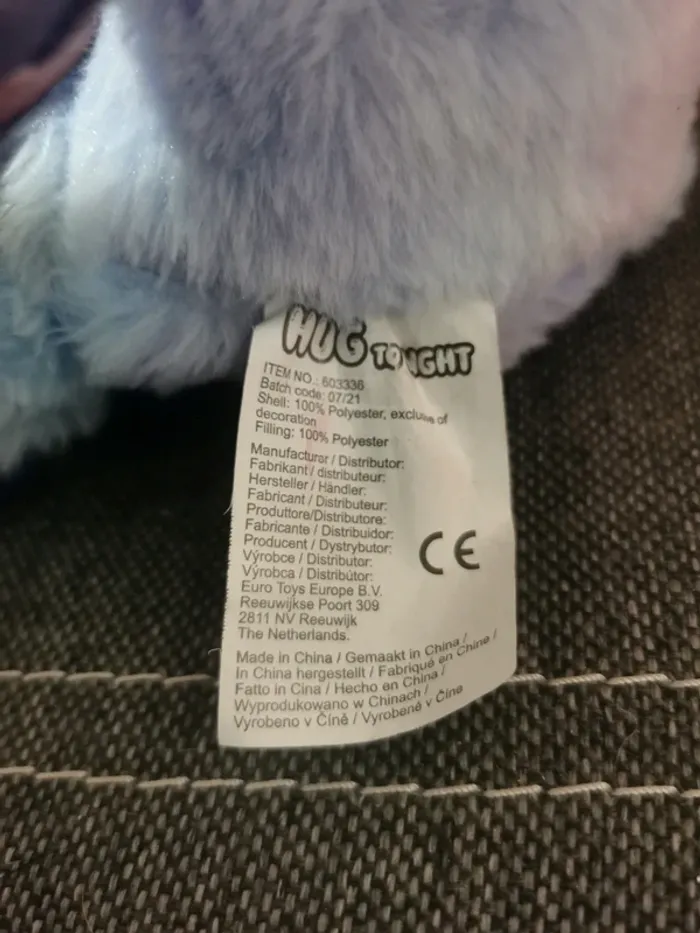 HUG TONIGHT
ITEM NO.: 603336
Batch code: 07/21
Shell: 100% Polyester, exclusive of
decoration
Filling: 100% Polyester
Manufacturer / Distributor:
Fabrikant / distributeur:
Hersteller / Händler:
Fabricant / Distributeur:
Produttore/Distributore:
Fabricante / Distribuidor:
Producent / Dystrybutor:
Výrobce / Distributor:
Výrobca / Distribútor:
Euro Toys Europe B.V.
Reeuwijkse Poort 309
2811 NV Reeuwijk
The Netherlands.
CE
Made in China / Gemaakt in China /
In China hergestellt / Fabriqué en Chine /
Fatto in Cina / Hecho en China /
Wyprodukowano w Chinach /
Vyrobeno v Číně / Vyrobené v Číne